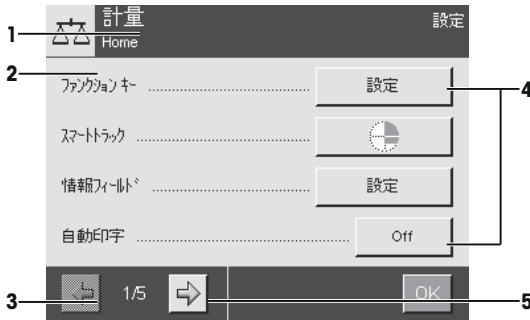 計量
設定
1
Home
2
ファンクション キー ........................................ 設定
4
スマートトラック ...........................................
情報フィールド ....................................... 設定
自動印字 ...................................................... Off
3
1/5
OK
5